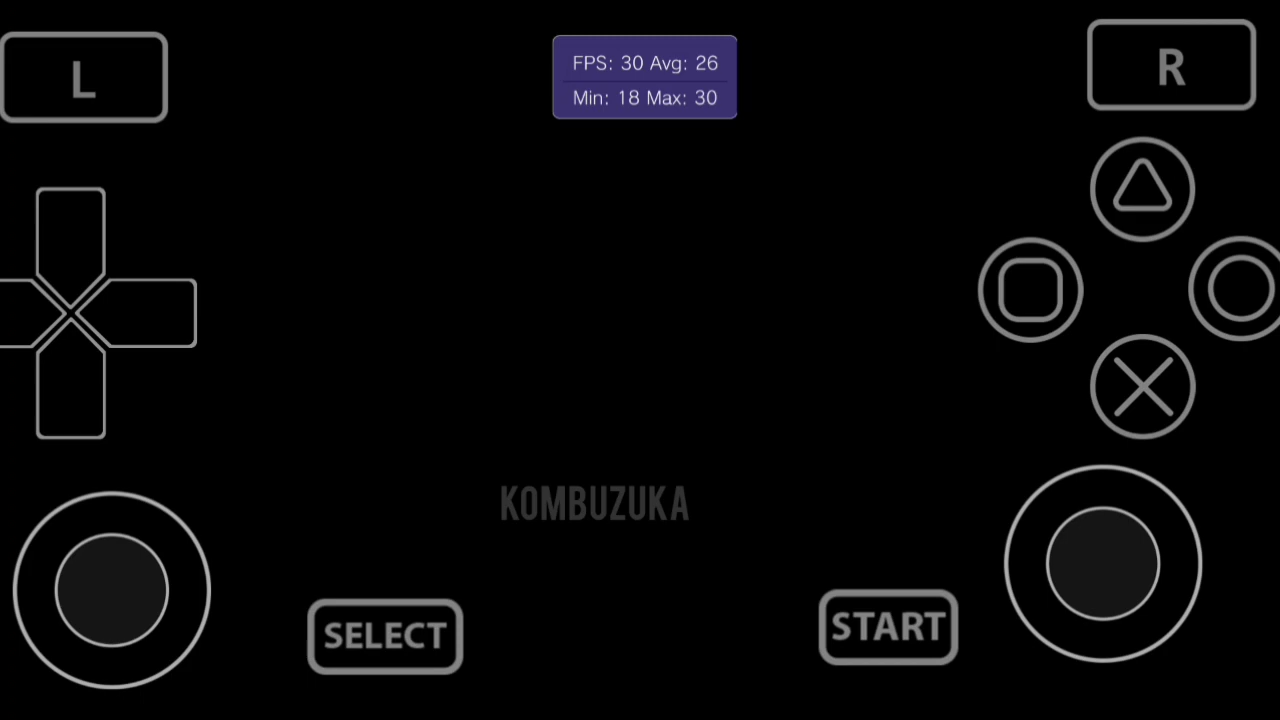 L
FPS: 30 Avg: 26
Min: 18 Max: 30
R
KOMBUZUKA
SELECT
START